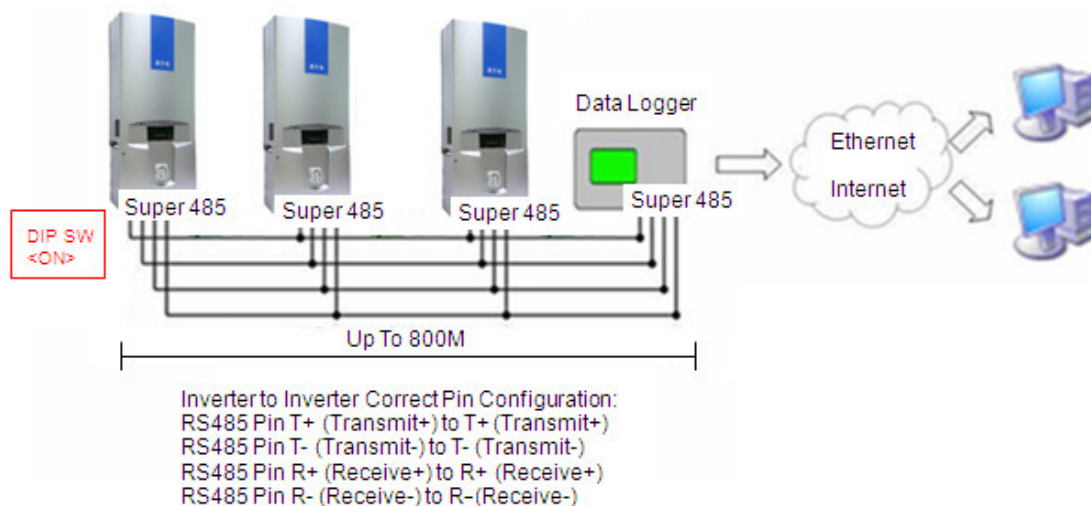 Data Logger
Ethernet
Internet
Super 485
Super 485
Super 485
Super 485
DIP SW
<ON>
Up To 800M
Inverter to Inverter Correct Pin Configuration:
RS485 Pin T+ (Transmit+) to T+ (Transmit+)
RS485 Pin T- (Transmit-) to T- (Transmit-)
RS485 Pin R+ (Receive+) to R+ (Receive+)
RS485 Pin R- (Receive-) to R–(Receive-)